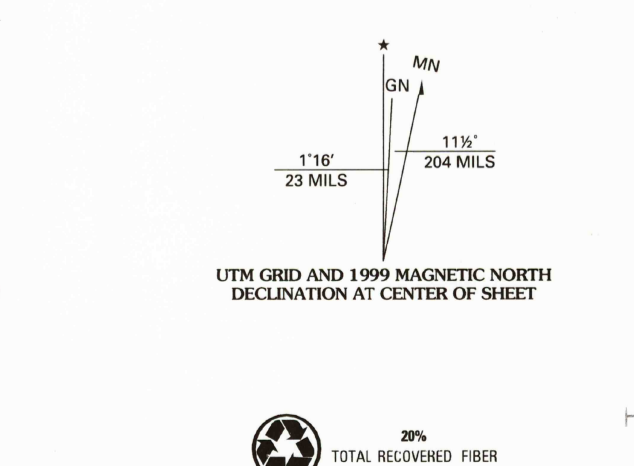 ★
MN
GN
1°16′
23 MILS
11½°
204 MILS
UTM GRID AND 1999 MAGNETIC NORTH
DECLINATION AT CENTER OF SHEET
20%
TOTAL RECOVERED FIBER